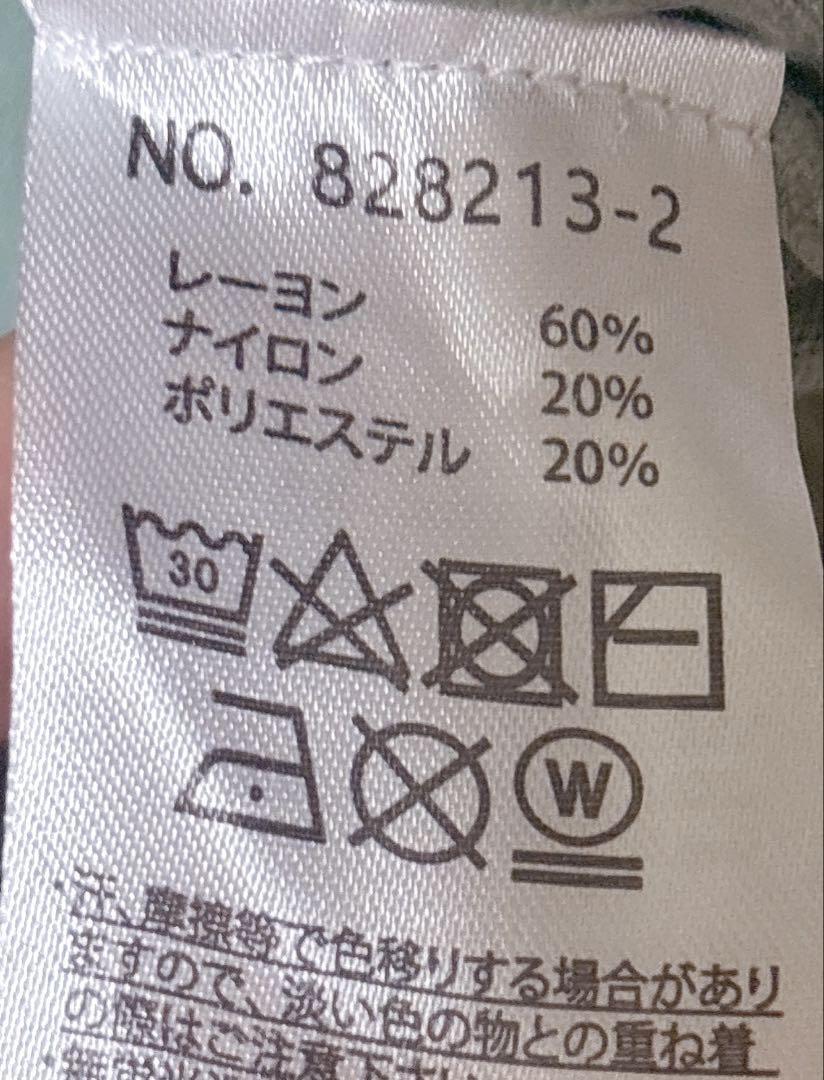 NO. 828213-2
レーヨン 60%
ナイロン 20%
ポリエステル 20%
30
W
・注、摩擦等で色移りする場合があり
ますので、淡い色の物との重ね着
の際はご注意下さい